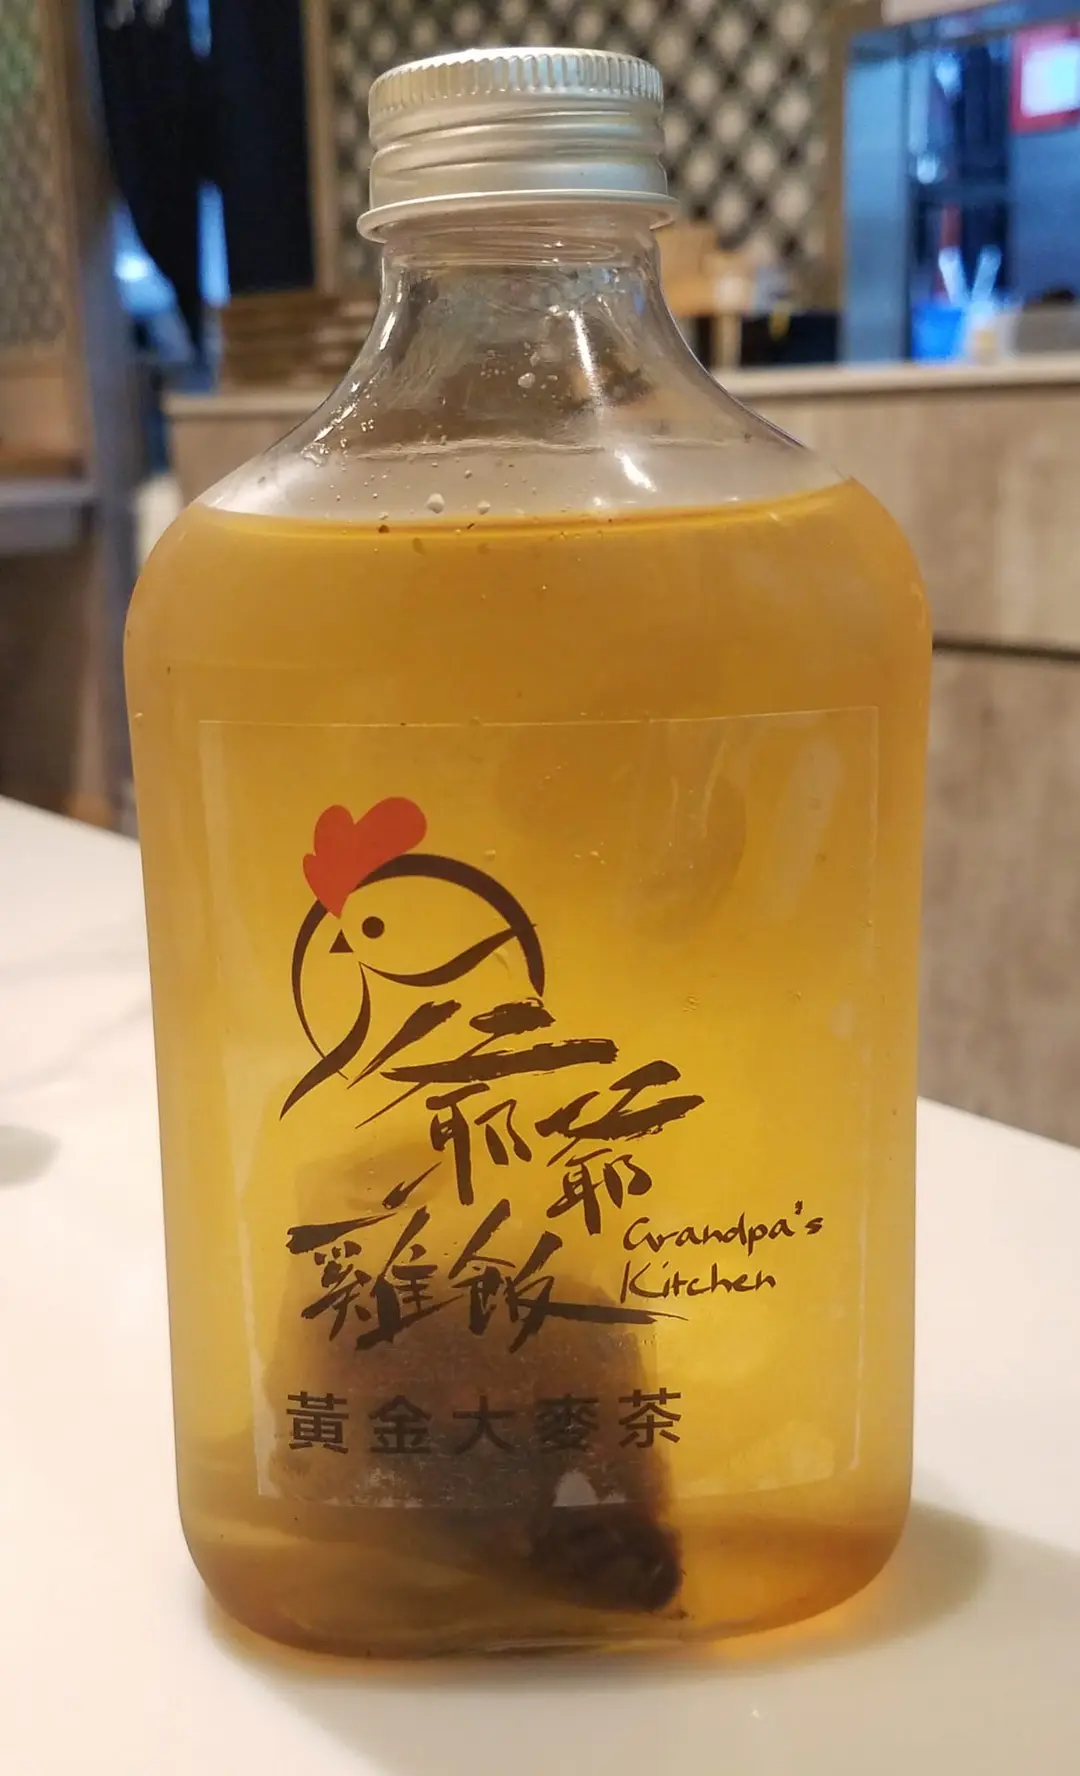 爺爺
雞飯
Grandpa's
Kitchen
黃金大麥茶